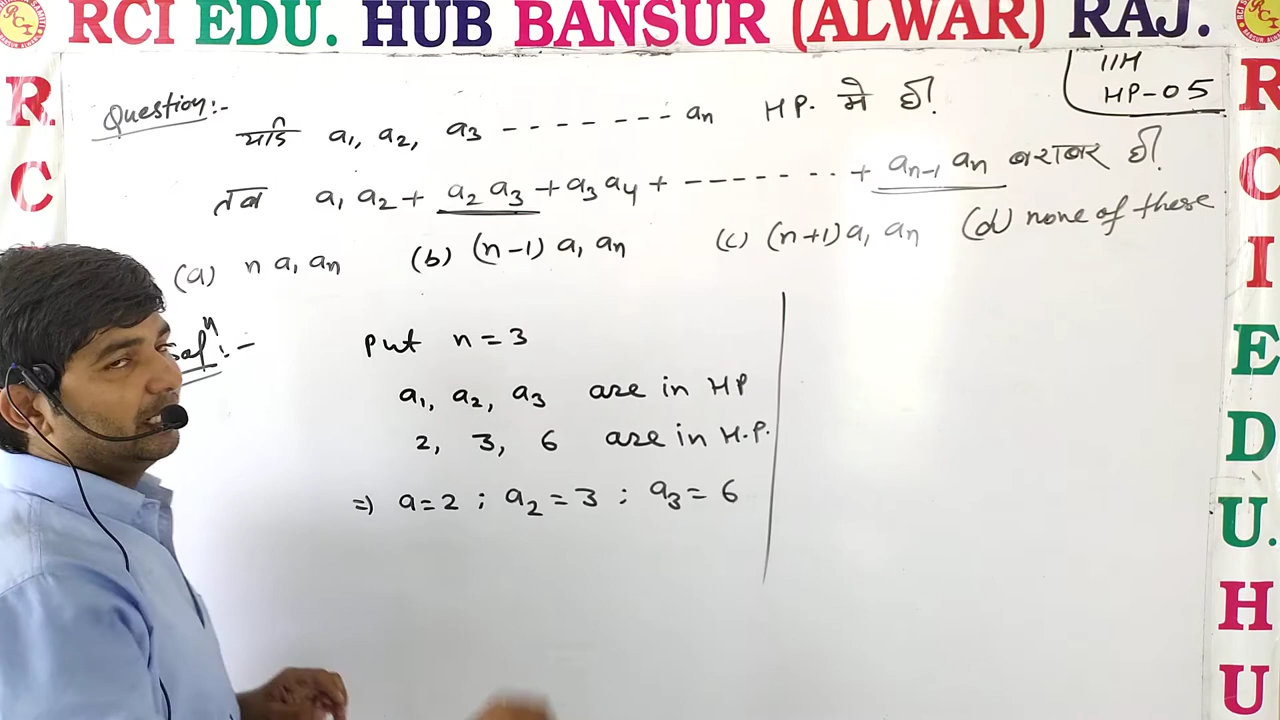 RCI EDU. HUB BANSUR (ALWAR) RAJ.
11H
HP-05
Question:-
यदि a₁, a₂, a₃ ------- aₙ HP. मे हो!
तब a₁ a₂ + a₂ a₃ + a₃ a₄ + ------- + aₙ₋₁ aₙ बराबर हो!
(a) n a₁ aₙ (b) (n-1) a₁ aₙ (c) (n+1) a₁ aₙ (d) none of these
Solⁿ:-
put n = 3
a₁, a₂, a₃ are in HP
2, 3, 6 are in H.P.
⇒ a=2 ; a₂ = 3 ; a₃ = 6
R
C
R
C
I
E
D
U.
H
U